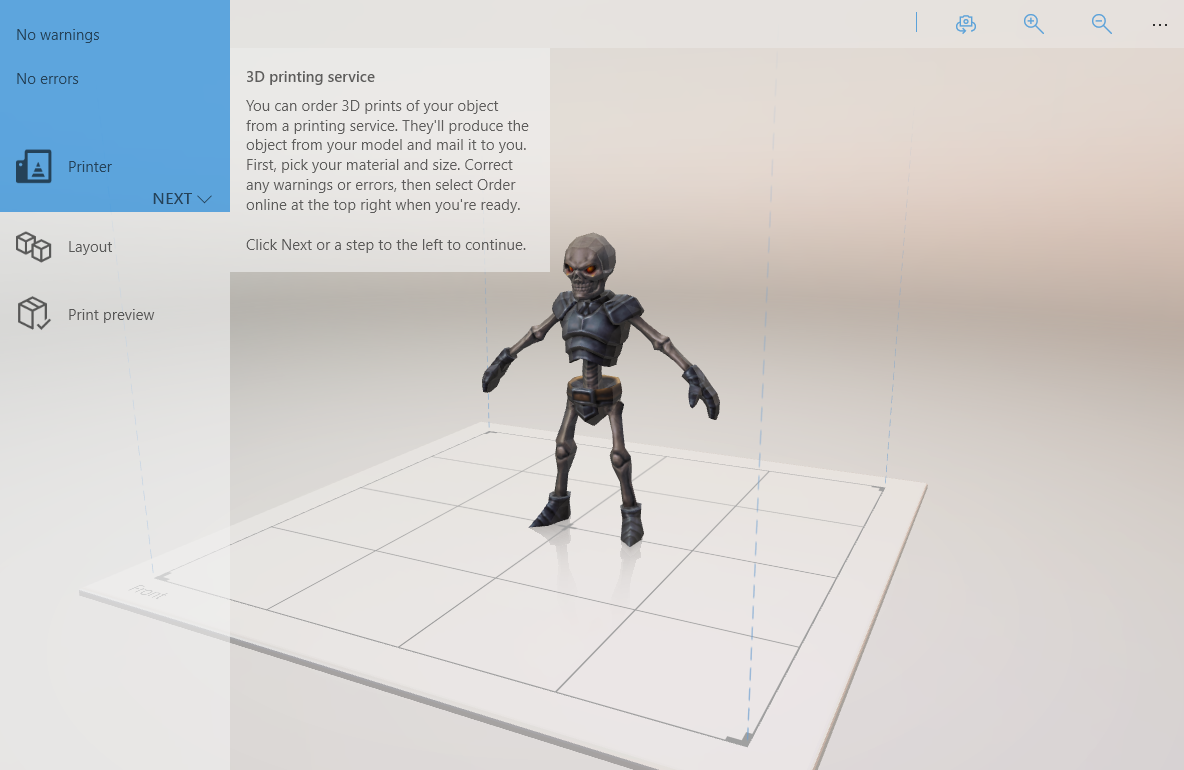 No warnings
No errors
Printer
NEXT
Layout
Print preview
3D printing service
You can order 3D prints of your object
from a printing service. They'll produce the
object from your model and mail it to you.
First, pick your material and size. Correct
any warnings or errors, then select Order
online at the top right when you're ready.
Click Next or a step to the left to continue.
Front